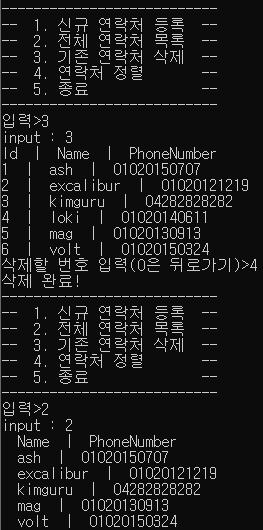 ---------------------------
--  1. 신규 연락처 등록  --
--  2. 전체 연락처 목록  --
--  3. 기존 연락처 삭제  --
--  4. 연락처 정렬       --
--  5. 종료              --
---------------------------
입력>3
input : 3
Id  |  Name  |  PhoneNumber
1  |  ash  |  01020150707
2  |  excalibur  |  01020121219
3  |  kimguru  |  04282828282
4  |  loki  |  01020140611
5  |  mag  |  01020130913
6  |  volt  |  01020150324
삭제할 번호 입력(0은 뒤로가기)>4
삭제 완료!
---------------------------
--  1. 신규 연락처 등록  --
--  2. 전체 연락처 목록  --
--  3. 기존 연락처 삭제  --
--  4. 연락처 정렬       --
--  5. 종료              --
---------------------------
입력>2
input : 2
  Name  |  PhoneNumber
  ash  |  01020150707
  excalibur  |  01020121219
  kimguru  |  04282828282
  mag  |  01020130913
  volt  |  01020150324